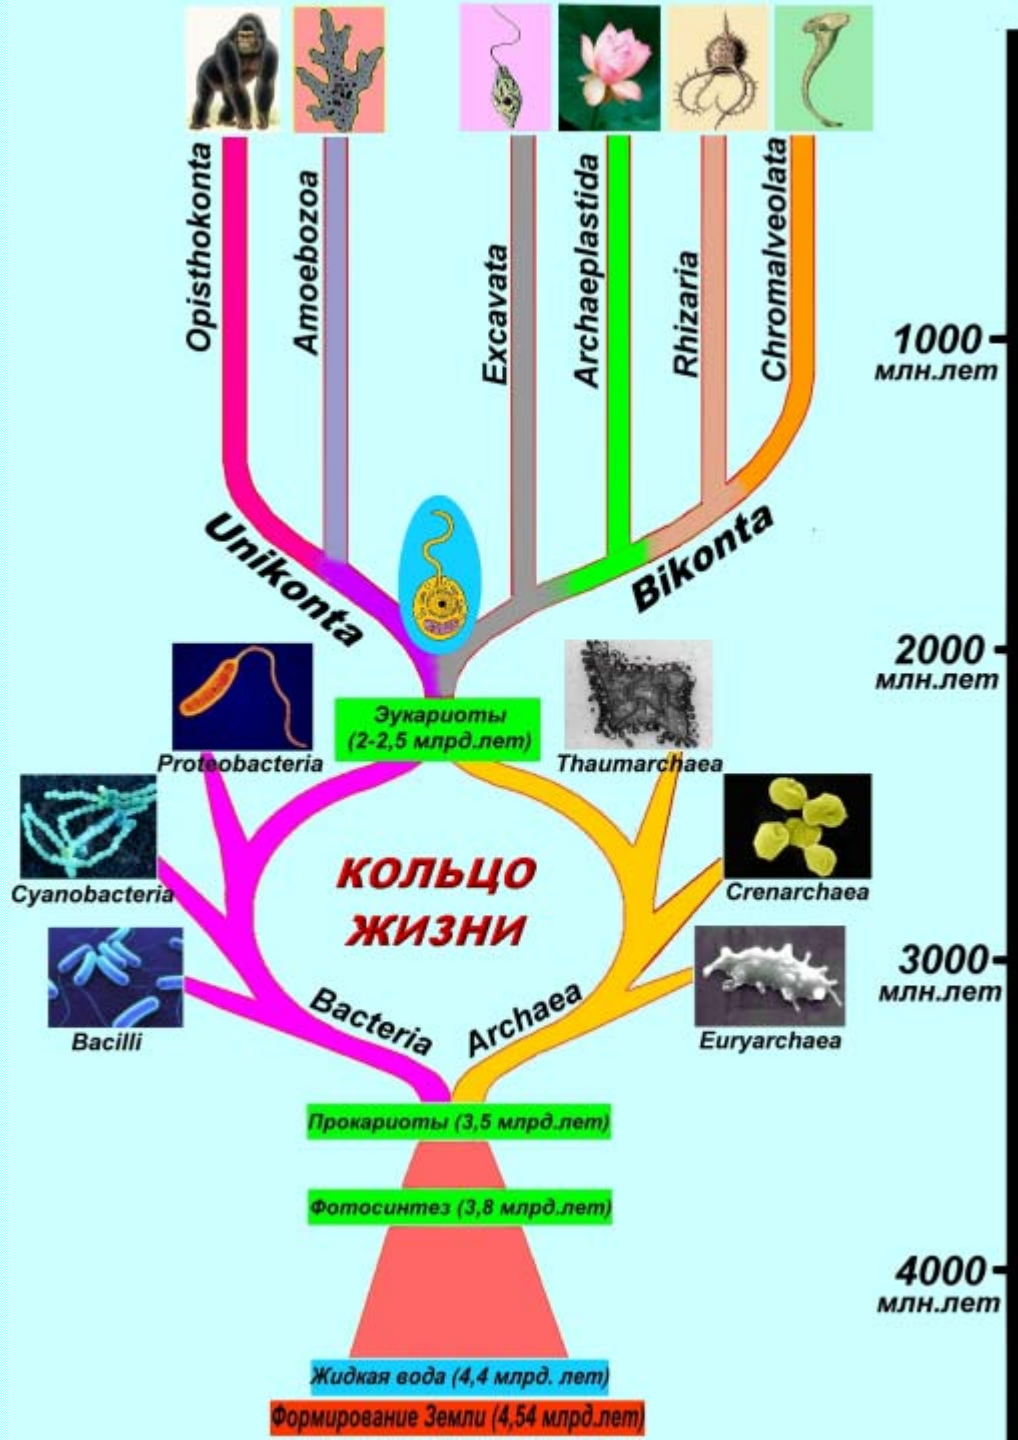 Opisthokonta
Amoebozoa
Excavata
Archaeplastida
Rhizaria
Chromalveolata
1000
млн.лет
Unikonta
Bikonta
2000
млн.лет
Эукариоты
(2-2,5 млрд.лет)
Proteobacteria
Thaumarchaea
Cyanobacteria
КОЛЬЦО
ЖИЗНИ
Crenarchaea
3000
млн.лет
Bacilli
Bacteria
Archaea
Euryarchaea
Прокариоты (3,5 млрд.лет)
Фотосинтез (3,8 млрд.лет)
4000
млн.лет
Жидкая вода (4,4 млрд. лет)
Формирование Земли (4,54 млрд.лет)